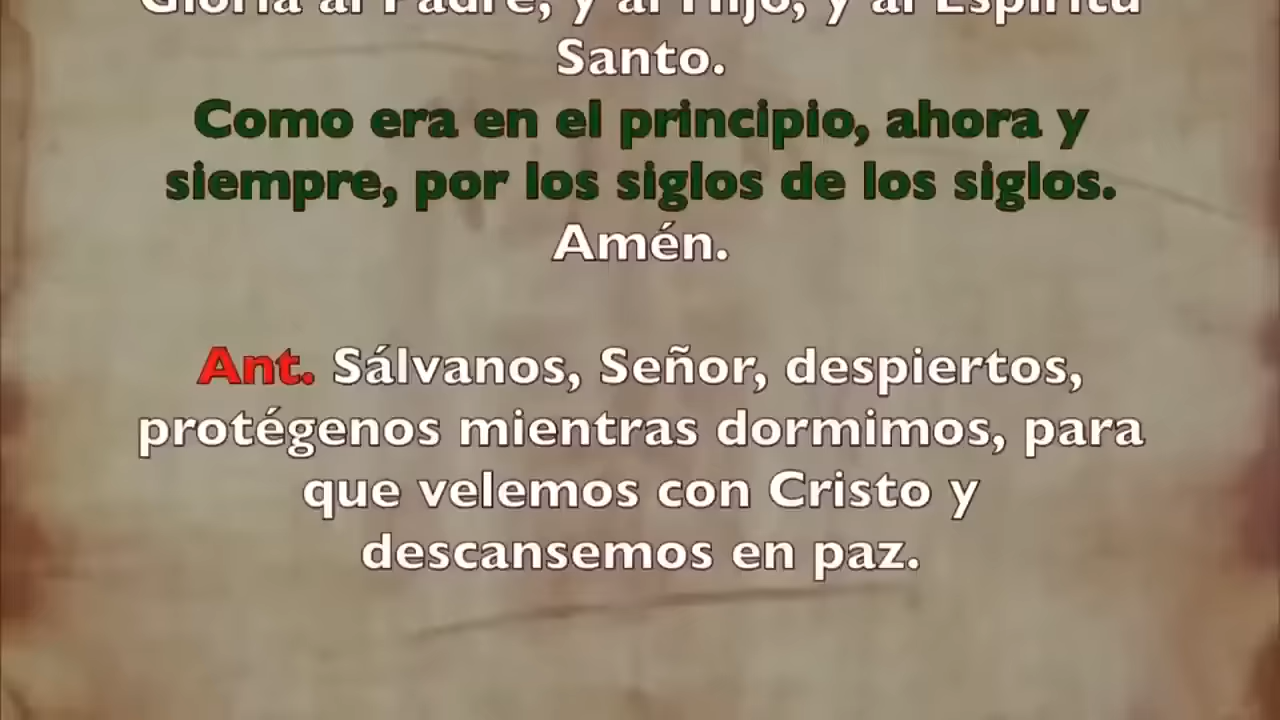 Gloria al Padre, y al Hijo, y al Espíritu
Santo.
Como era en el principio, ahora y
siempre, por los siglos de los siglos.
Amén.
Ant. Sálvanos, Señor, despiertos,
protégenos mientras dormimos, para
que velemos con Cristo y
descansemos en paz.